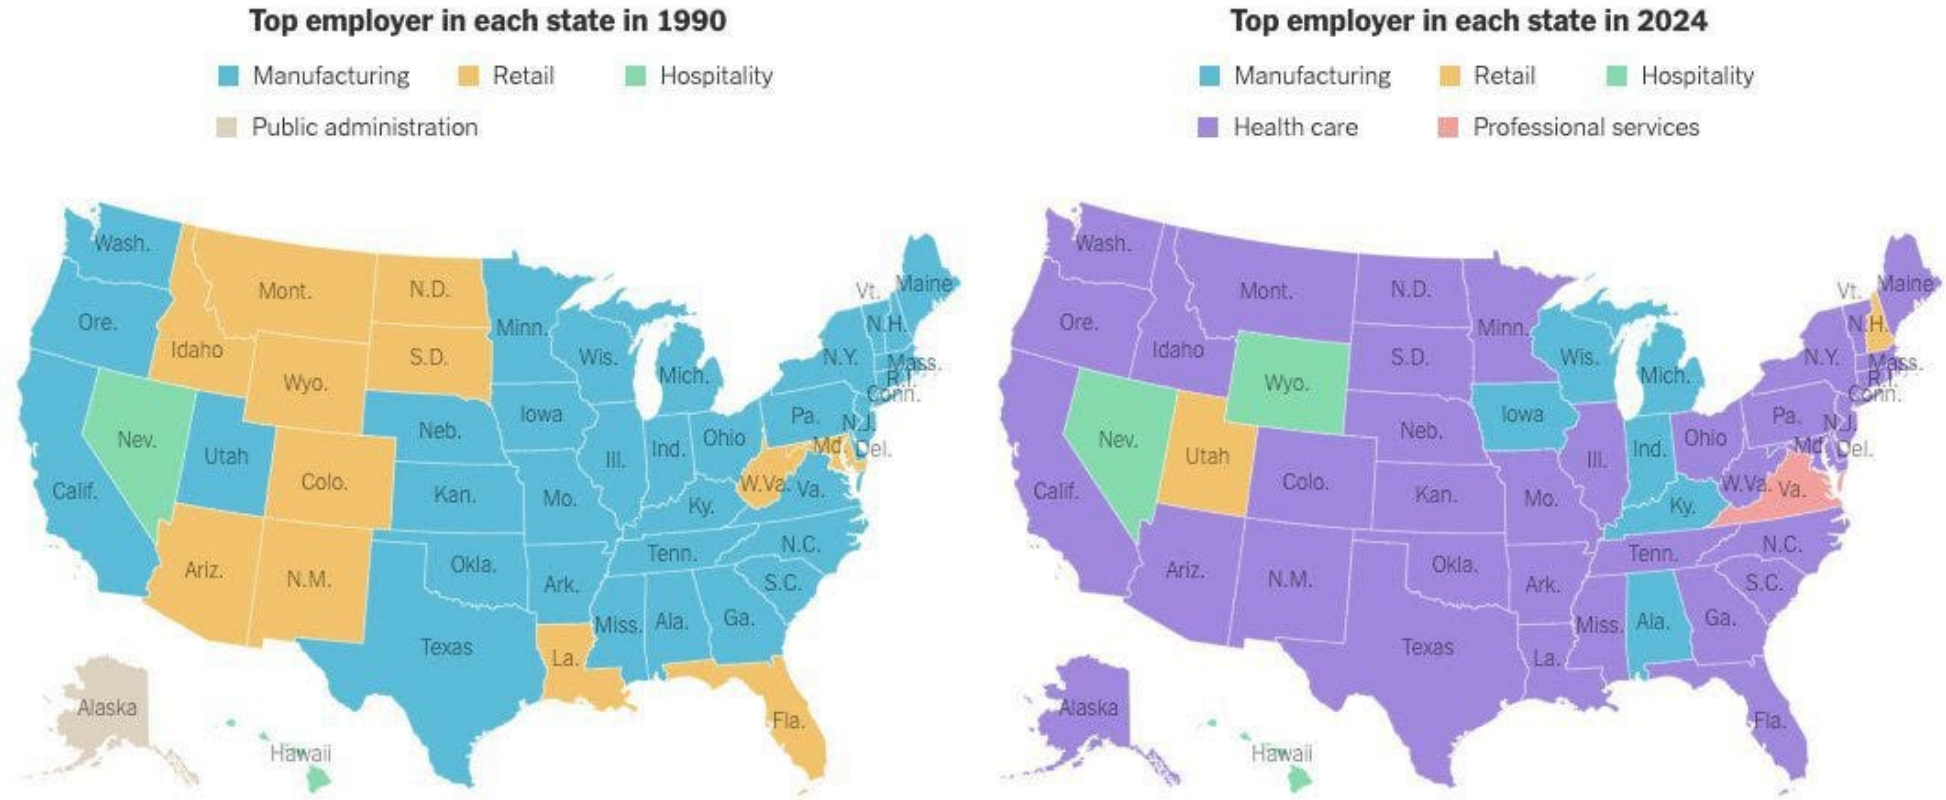 Top employer in each state in 1990
Manufacturing Retail Hospitality
Public administration
Wash.
Mont.
N.D.
Minn.
Vt.
Maine
Ore.
Idaho
S.D.
Wis.
Mich.
N.Y.
N.H.
Mass.
R.I.
Conn.
Wyo.
Nev.
Utah
Colo.
Neb.
Iowa
Ill.
Ind.
Ohio
Pa.
N.J.
Md.
Del.
Calif.
Kan.
Mo.
Ky.
W.Va.
Va.
Ariz.
N.M.
Okla.
Ark.
Tenn.
N.C.
S.C.
Texas
La.
Miss.
Ala.
Ga.
Fla.
Alaska
Hawaii
Top employer in each state in 2024
Manufacturing Retail Hospitality
Health care Professional services
Wash.
Mont.
N.D.
Minn.
Vt.
Maine
Ore.
Idaho
S.D.
Wis.
Mich.
N.Y.
N.H.
Mass.
R.I.
Conn.
Wyo.
Nev.
Utah
Colo.
Neb.
Iowa
Ill.
Ind.
Ohio
Pa.
N.J.
Md.
Del.
Calif.
Kan.
Mo.
Ky.
W.Va.
Va.
Ariz.
N.M.
Okla.
Ark.
Tenn.
N.C.
S.C.
Texas
La.
Miss.
Ala.
Ga.
Fla.
Alaska
Hawaii